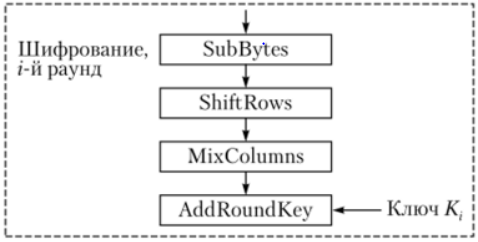 Шифрование,
i-й раунд
SubBytes
ShiftRows
MixColumns
AddRoundKey
Ключ Kᵢ